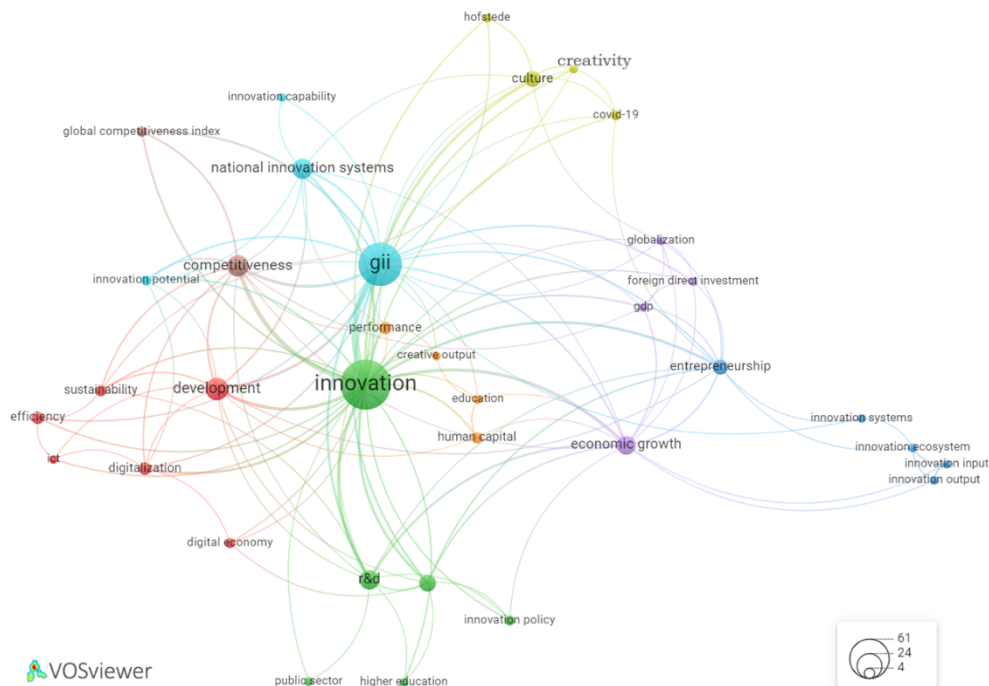 hofstede
creativity
culture
innovation capability
covid-19
global competitiveness index
national innovation systems
globalization
gii
competitiveness
innovation potential
foreign direct investment
gdp
performance
creative output
entrepreneurship
innovation
sustainability
development
education
efficiency
innovation systems
human capital
economic growth
innovation ecosystem
ict
digitalization
innovation input
innovation output
digital economy
r&d
innovation policy
61
24
4
VOSviewer
public sector
higher education